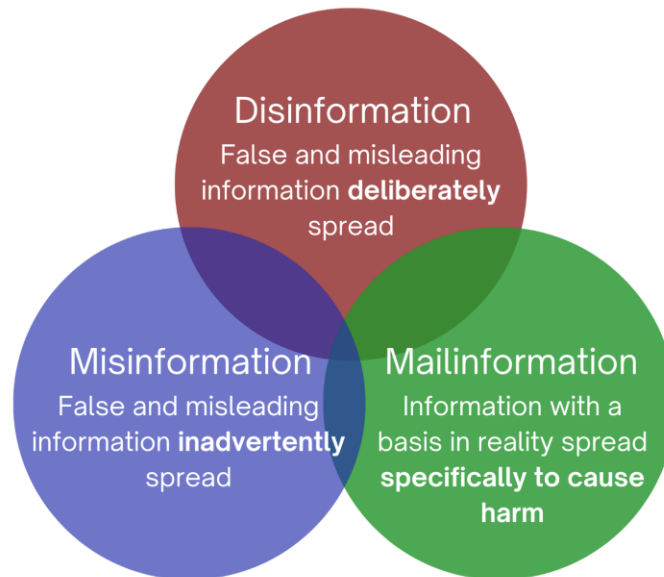 Disinformation
False and misleading
information deliberately
spread
Misinformation
False and misleading
information inadvertently
spread
Mailinformation
Information with a
basis in reality spread
specifically to cause
harm